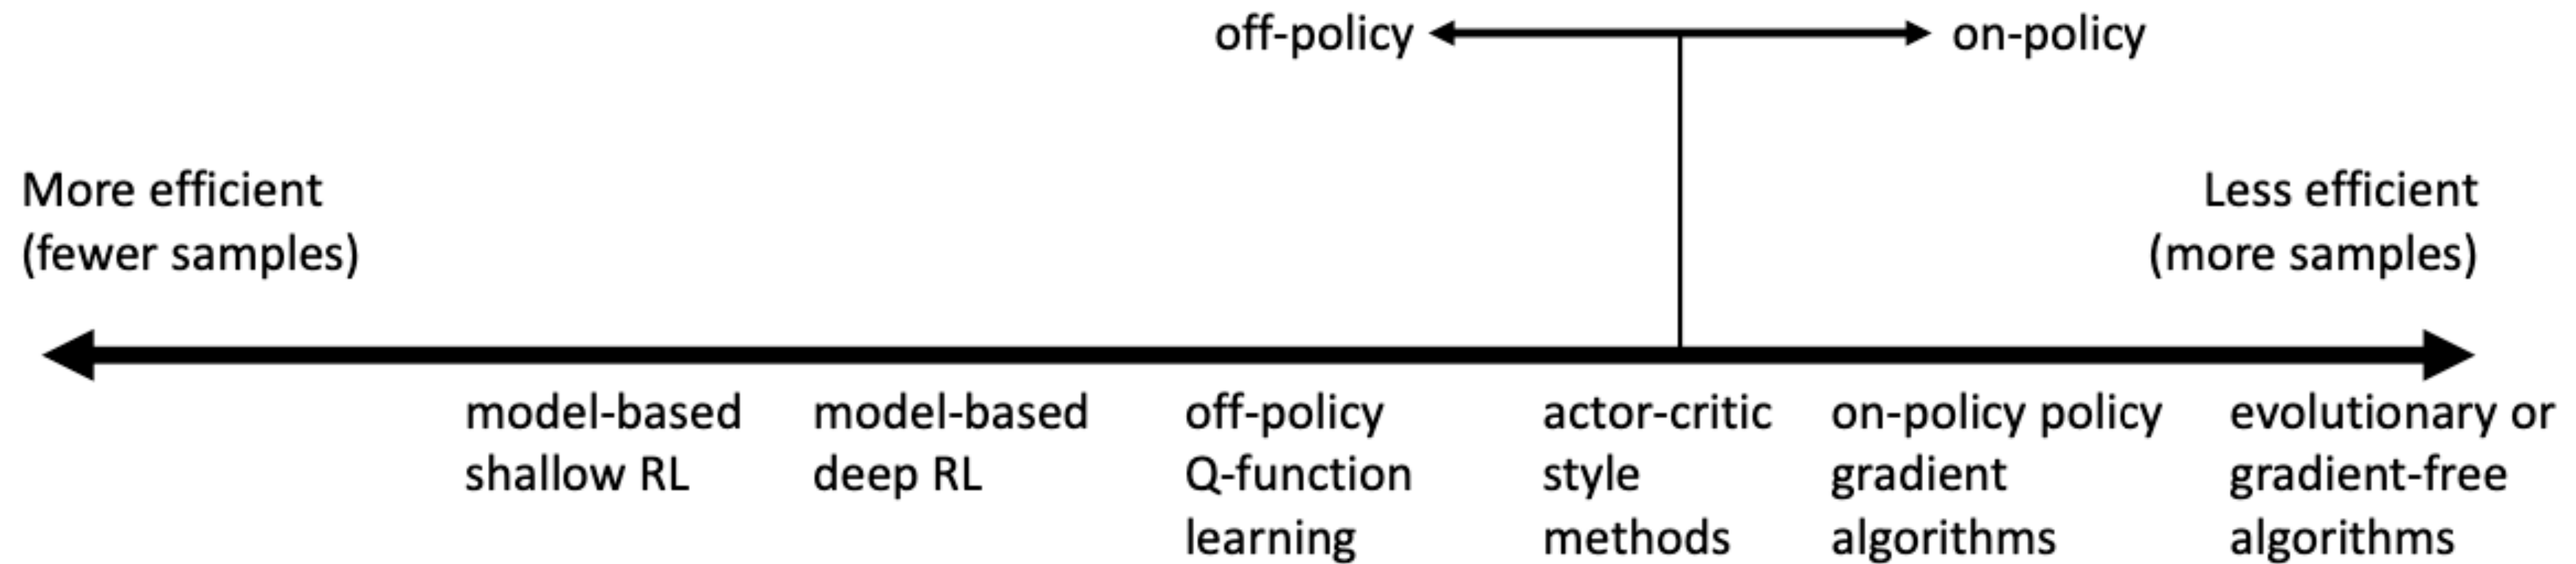 off-policy
on-policy
More efficient
(fewer samples)
Less efficient
(more samples)
model-based
shallow RL
model-based
deep RL
off-policy
Q-function
learning
actor-critic
style
methods
on-policy policy
gradient
algorithms
evolutionary or
gradient-free
algorithms